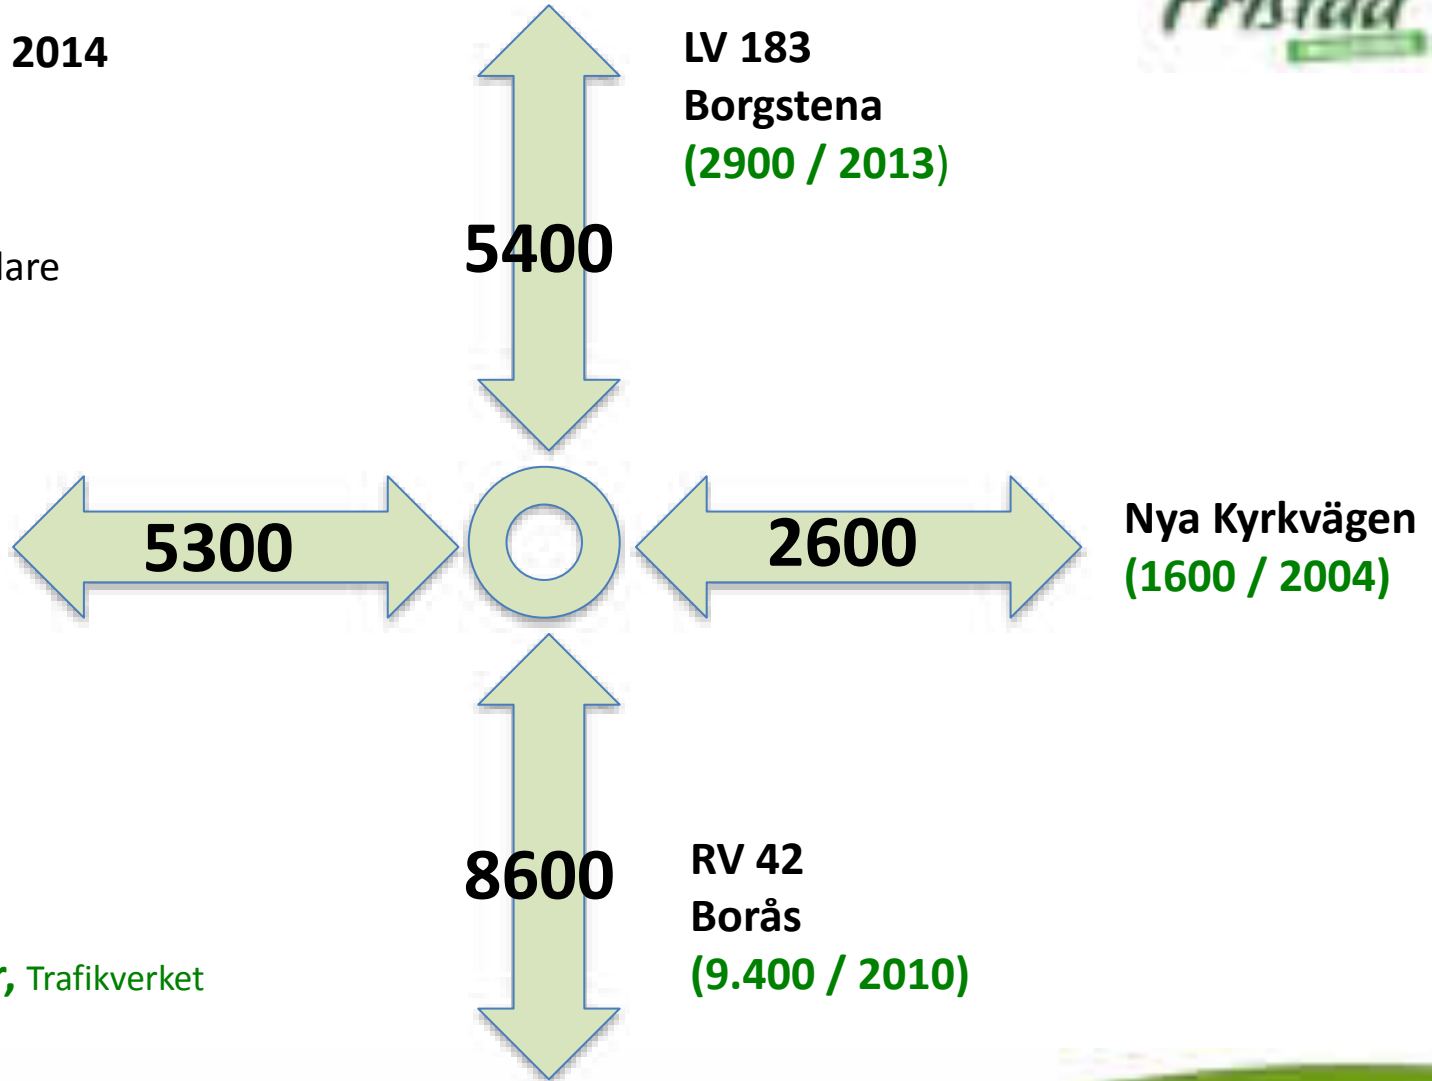 Fristad
2014
LV 183
Borgstena
(2900 / 2013)
5400
5300
2600
Nya Kyrkvägen
(1600 / 2004)
8600
RV 42
Borås
(9.400 / 2010)
Trafikverket